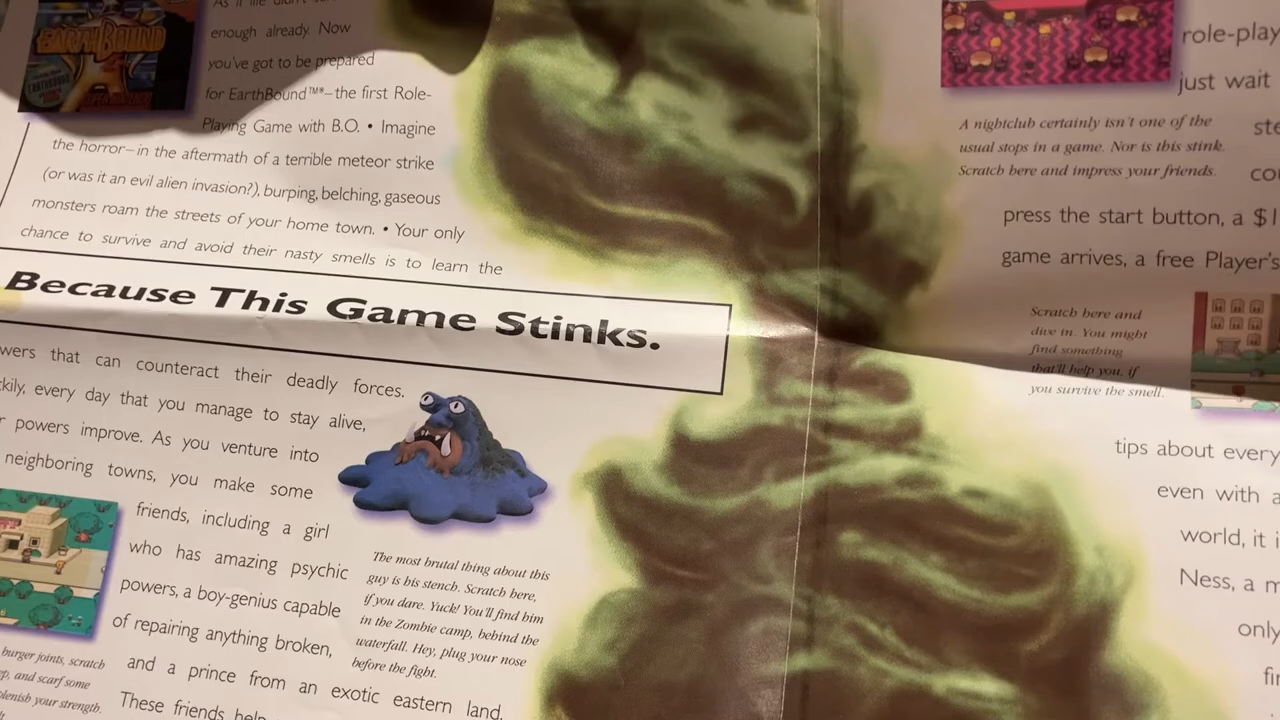 EARTHBOUND
enough already. Now
you've got to be prepared
for EarthBound™—the first Role-
Playing Game with B.O. • Imagine
the horror—in the aftermath of a terrible meteor strike
(or was it an evil alien invasion?), burping, belching, gaseous
monsters roam the streets of your home town. • Your only
chance to survive and avoid their nasty smells is to learn the
Because This Game Stinks.
wers that can counteract their deadly forces.
kily, every day that you manage to stay alive,
r powers improve. As you venture into
neighboring towns, you make some
friends, including a girl
who has amazing psychic
powers, a boy-genius capable
of repairing anything broken,
and a prince from an exotic eastern land.
These friends help
burger joints, scratch
p, and scarf some
plenish your strength.
The most brutal thing about this
guy is his stench. Scratch here,
if you dare. Yuck! You'll find him
in the Zombie camp, behind the
waterfall. Hey, plug your nose
before the fight.
role-play
just wait
A nightclub certainly isn't one of the
usual stops in a game. Nor is this stink.
Scratch here and impress your friends.
ste
co
press the start button, a $1
game arrives, a free Player's
Scratch here and
dive in. You might
find something
that'll help you, if
you survive the smell.
tips about every
even with a
world, it i
Ness, a m
only
fir